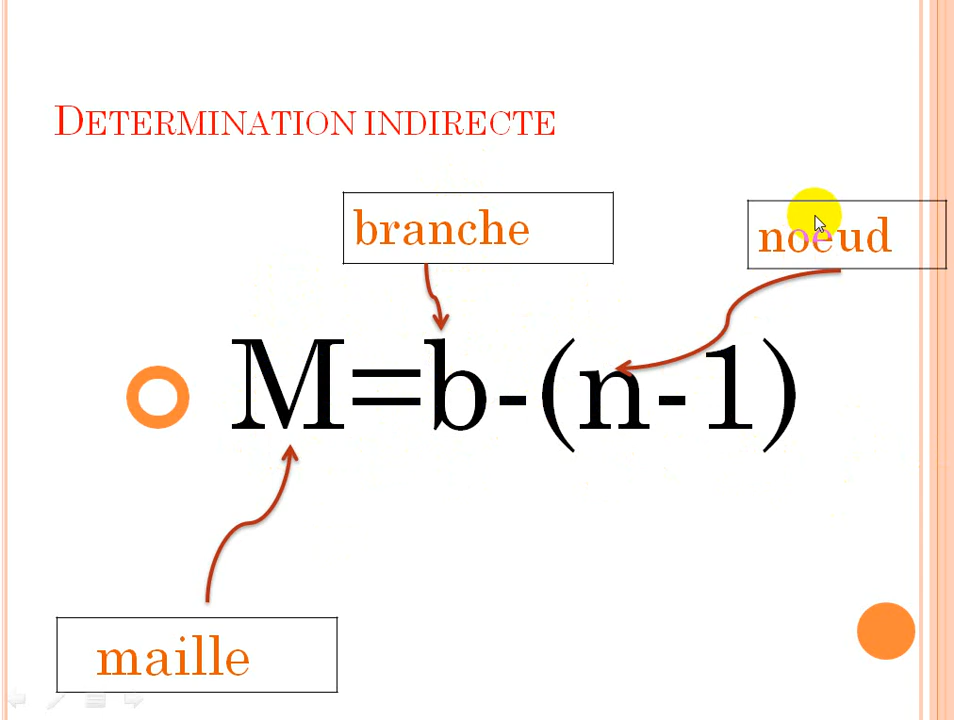 DETERMINATION INDIRECTE
branche
noeud
M=b-(n-1)
maille